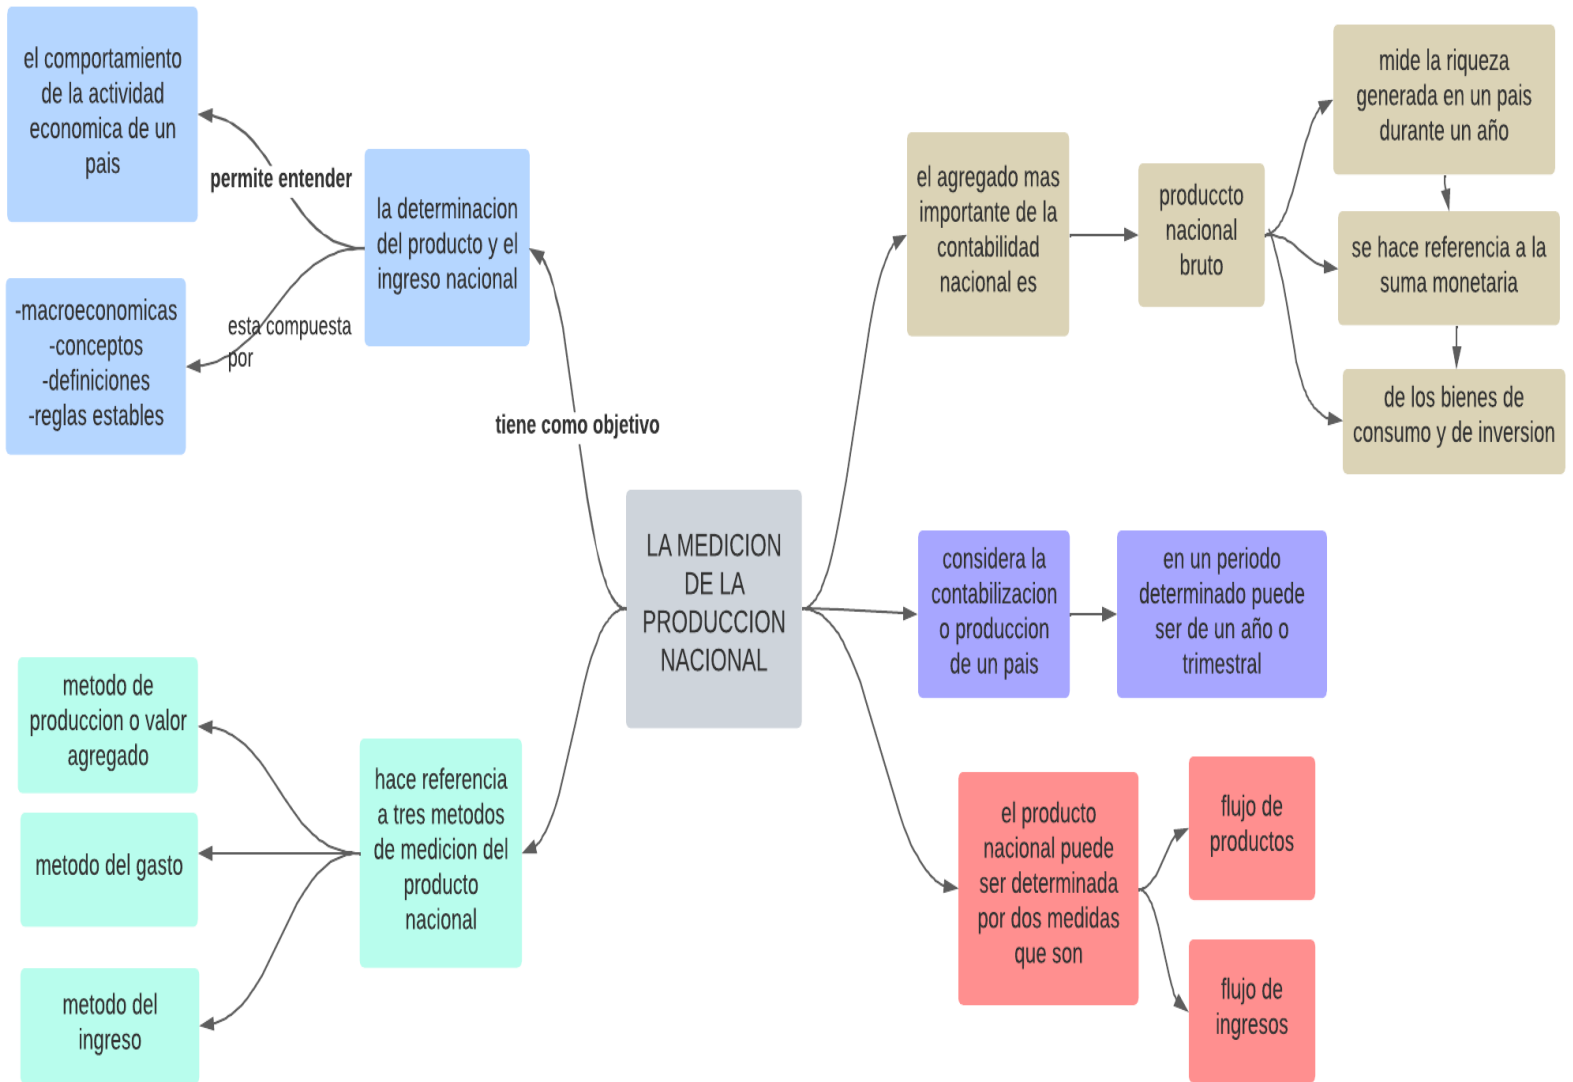 el comportamiento
de la actividad
economica de un
pais
permite entender
la determinacion
del producto y el
ingreso nacional
-macroeconomicas
-conceptos
-definiciones
-reglas estables
esta compuesta
por
tiene como objetivo
LA MEDICION
DE LA
PRODUCCION
NACIONAL
metodo de
produccion o valor
agregado
metodo del gasto
metodo del
ingreso
hace referencia
a tres metodos
de medicion del
producto
nacional
el agregado mas
importante de la
contabilidad
nacional es
produccto
nacional
bruto
mide la riqueza
generada en un pais
durante un año
se hace referencia a la
suma monetaria
de los bienes de
consumo y de inversion
considera la
contabilizacion
o produccion
de un pais
en un periodo
determinado puede
ser de un año o
trimestral
el producto
nacional puede
ser determinada
por dos medidas
que son
flujo de
productos
flujo de
ingresos